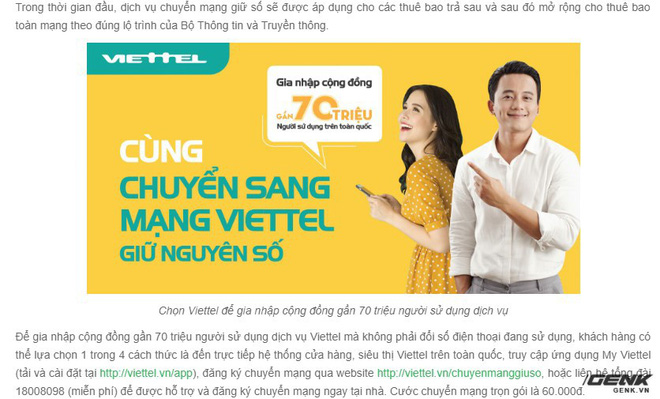 Trong thời gian đầu, dịch vụ chuyển mạng giữ số sẽ được áp dụng cho các thuê bao trả sau và sau đó mở rộng cho thuê bao
toàn mạng theo đúng lộ trình của Bộ Thông tin và Truyền thông.
VIETTEL
Gia nhập cộng đồng
GẦN 70 TRIỆU
Người sử dụng trên toàn quốc
CÙNG
CHUYỂN SANG
MẠNG VIETTEL
GIỮ NGUYÊN SỐ
Chọn Viettel để gia nhập cộng đồng gần 70 triệu người sử dụng dịch vụ
Để gia nhập cộng đồng gần 70 triệu người sử dụng dịch vụ Viettel mà không phải đổi số điện thoại đang sử dụng, khách hàng có
thể lựa chọn 1 trong 4 cách thức là đến trực tiếp hệ thống cửa hàng, siêu thị Viettel trên toàn quốc, truy cập ứng dụng My Viettel
(tải và cài đặt tại http://viettel.vn/app), đăng ký chuyển mạng qua website http://viettel.vn/chuyenmanggiuso, hoặc liên hệ tổng đài
18008098 (miễn phí) để được hỗ trợ và đăng ký chuyển mạng ngay tại nhà. Cước chuyển mạng trọn gói là 60.000đ.
GENK
GENK.VN